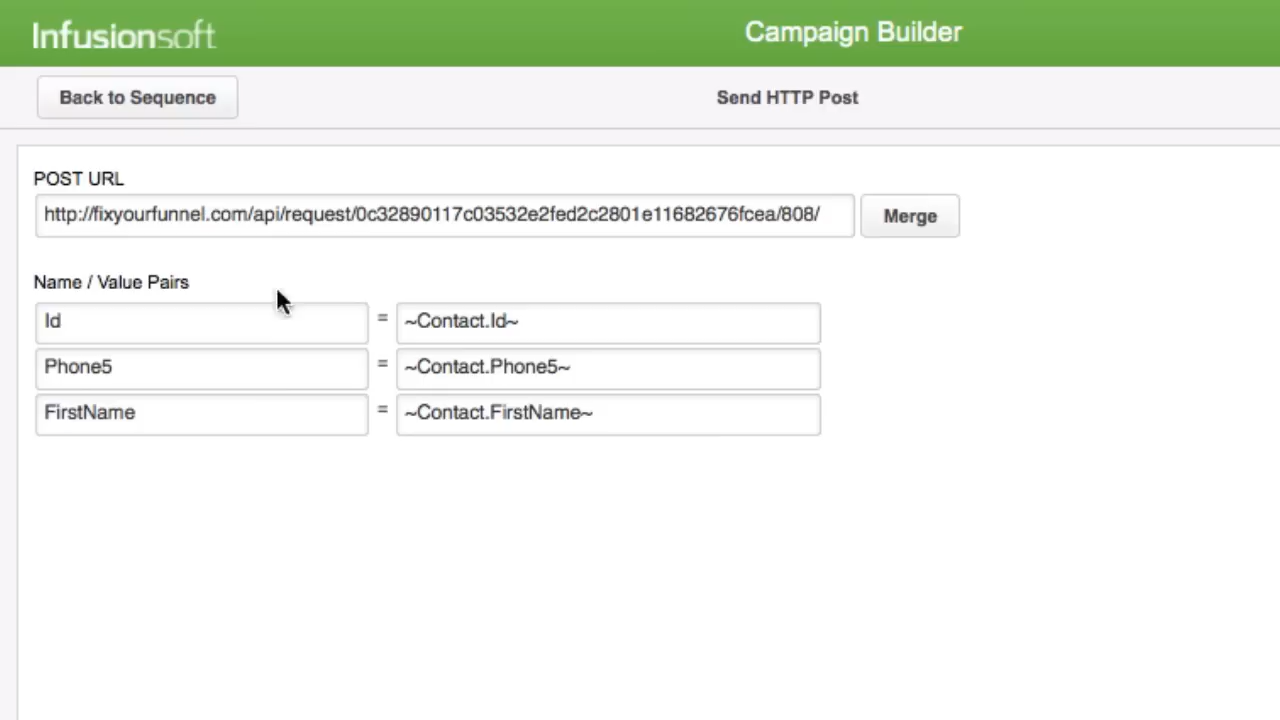 Infusionsoft
Campaign Builder
Back to Sequence
Send HTTP Post
POST URL
http://fixyourfunnel.com/api/request/0c32890117c03532e2fed2c2801e11682676fcea/808/
Merge
Name / Value Pairs
Id = ~Contact.Id~
Phone5 = ~Contact.Phone5~
FirstName = ~Contact.FirstName~